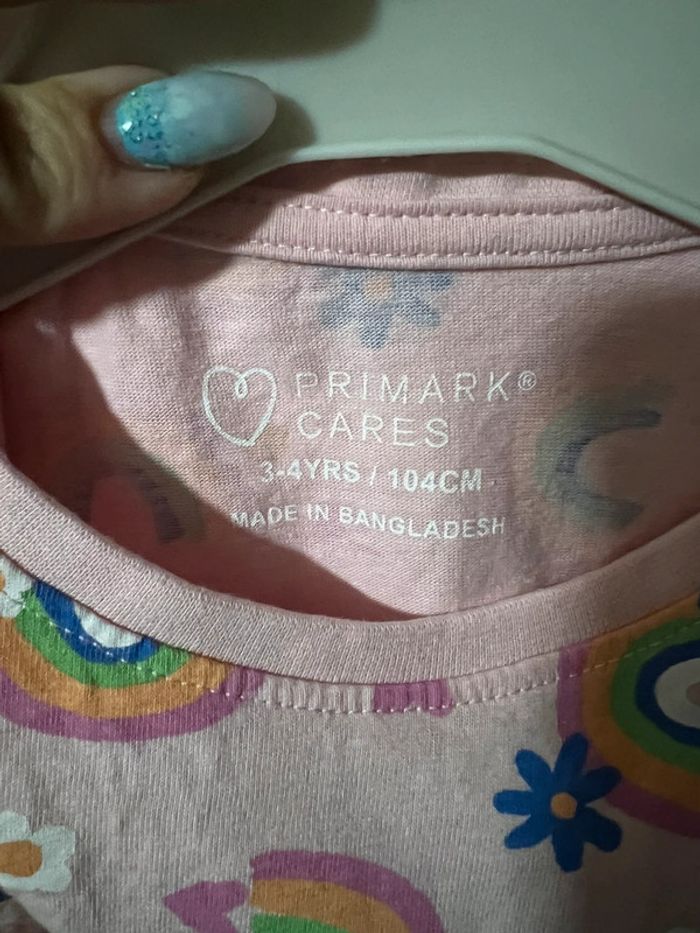 PRIMARK®
CARES
3-4YRS / 104CM
MADE IN BANGLADESH